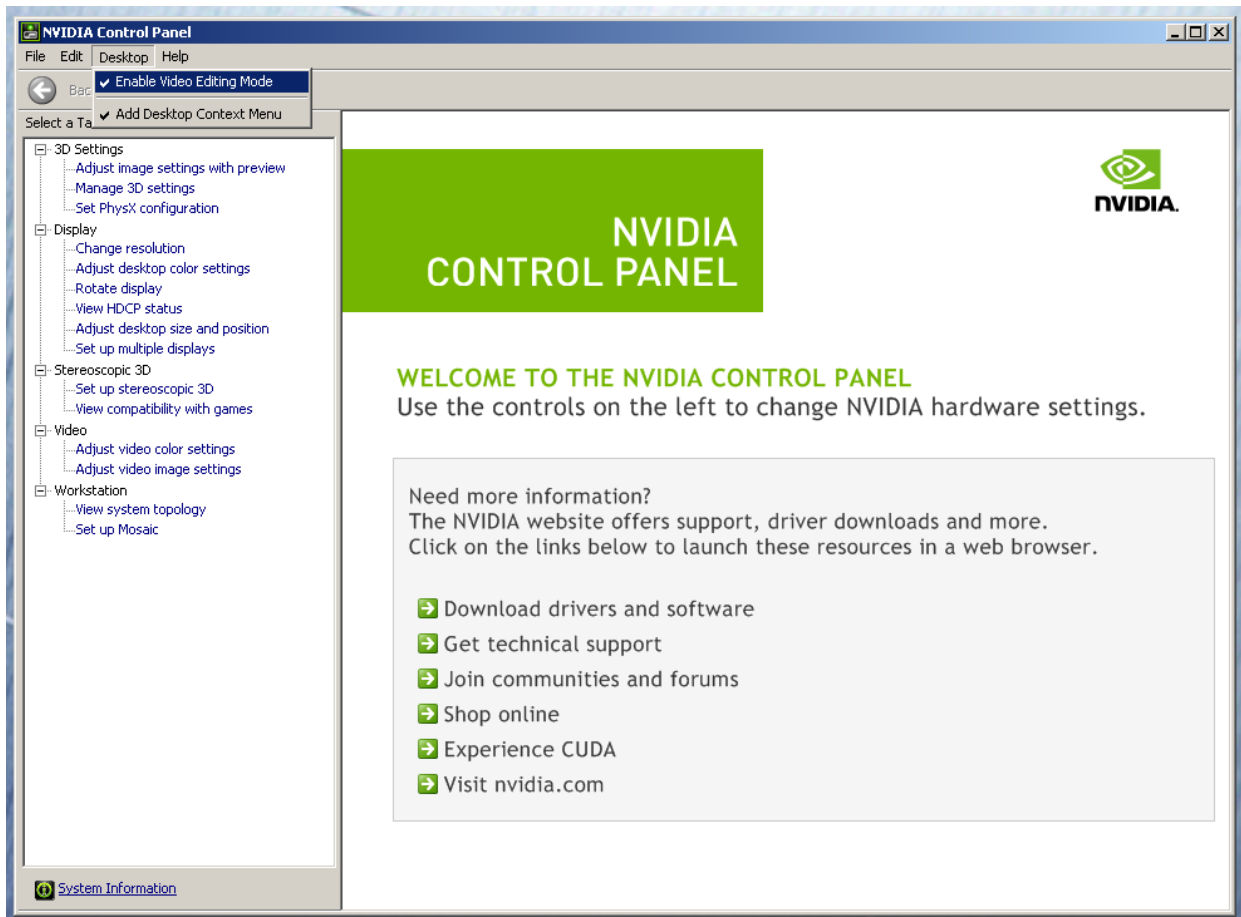 NVIDIA Control Panel
File Edit Desktop Help
Enable Video Editing Mode
Add Desktop Context Menu
3D Settings
Adjust image settings with preview
Manage 3D settings
Set PhysX configuration
Display
Change resolution
Adjust desktop color settings
Rotate display
View HDCP status
Adjust desktop size and position
Set up multiple displays
Stereoscopic 3D
Set up stereoscopic 3D
View compatibility with games
Video
Adjust video color settings
Adjust video image settings
Workstation
View system topology
Set up Mosaic
System Information
NVIDIA
CONTROL PANEL
NVIDIA.
WELCOME TO THE NVIDIA CONTROL PANEL
Use the controls on the left to change NVIDIA hardware settings.
Need more information?
The NVIDIA website offers support, driver downloads and more.
Click on the links below to launch these resources in a web browser.
Download drivers and software
Get technical support
Join communities and forums
Shop online
Experience CUDA
Visit nvidia.com